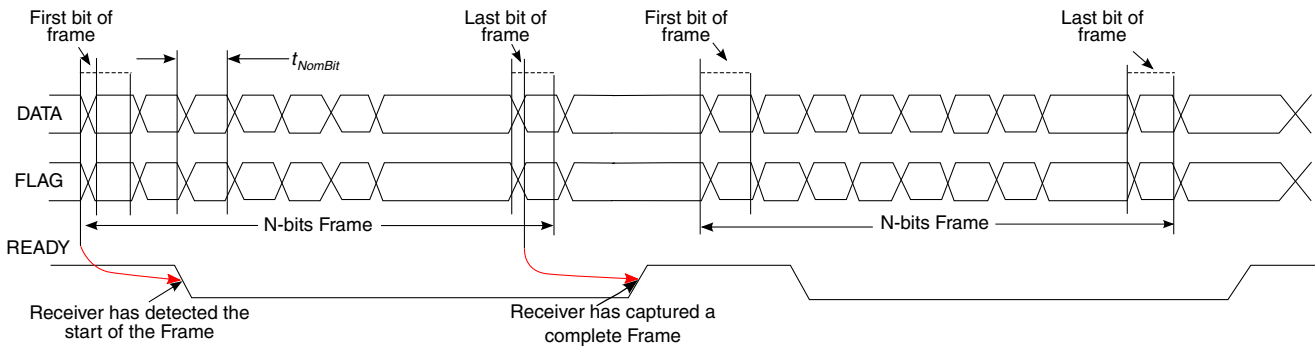 First bit of
frame
Last bit of
frame
First bit of
frame
Last bit of
frame
tNomBit
DATA
FLAG
N-bits Frame
N-bits Frame
READY
Receiver has detected the
start of the Frame
Receiver has captured a
complete Frame